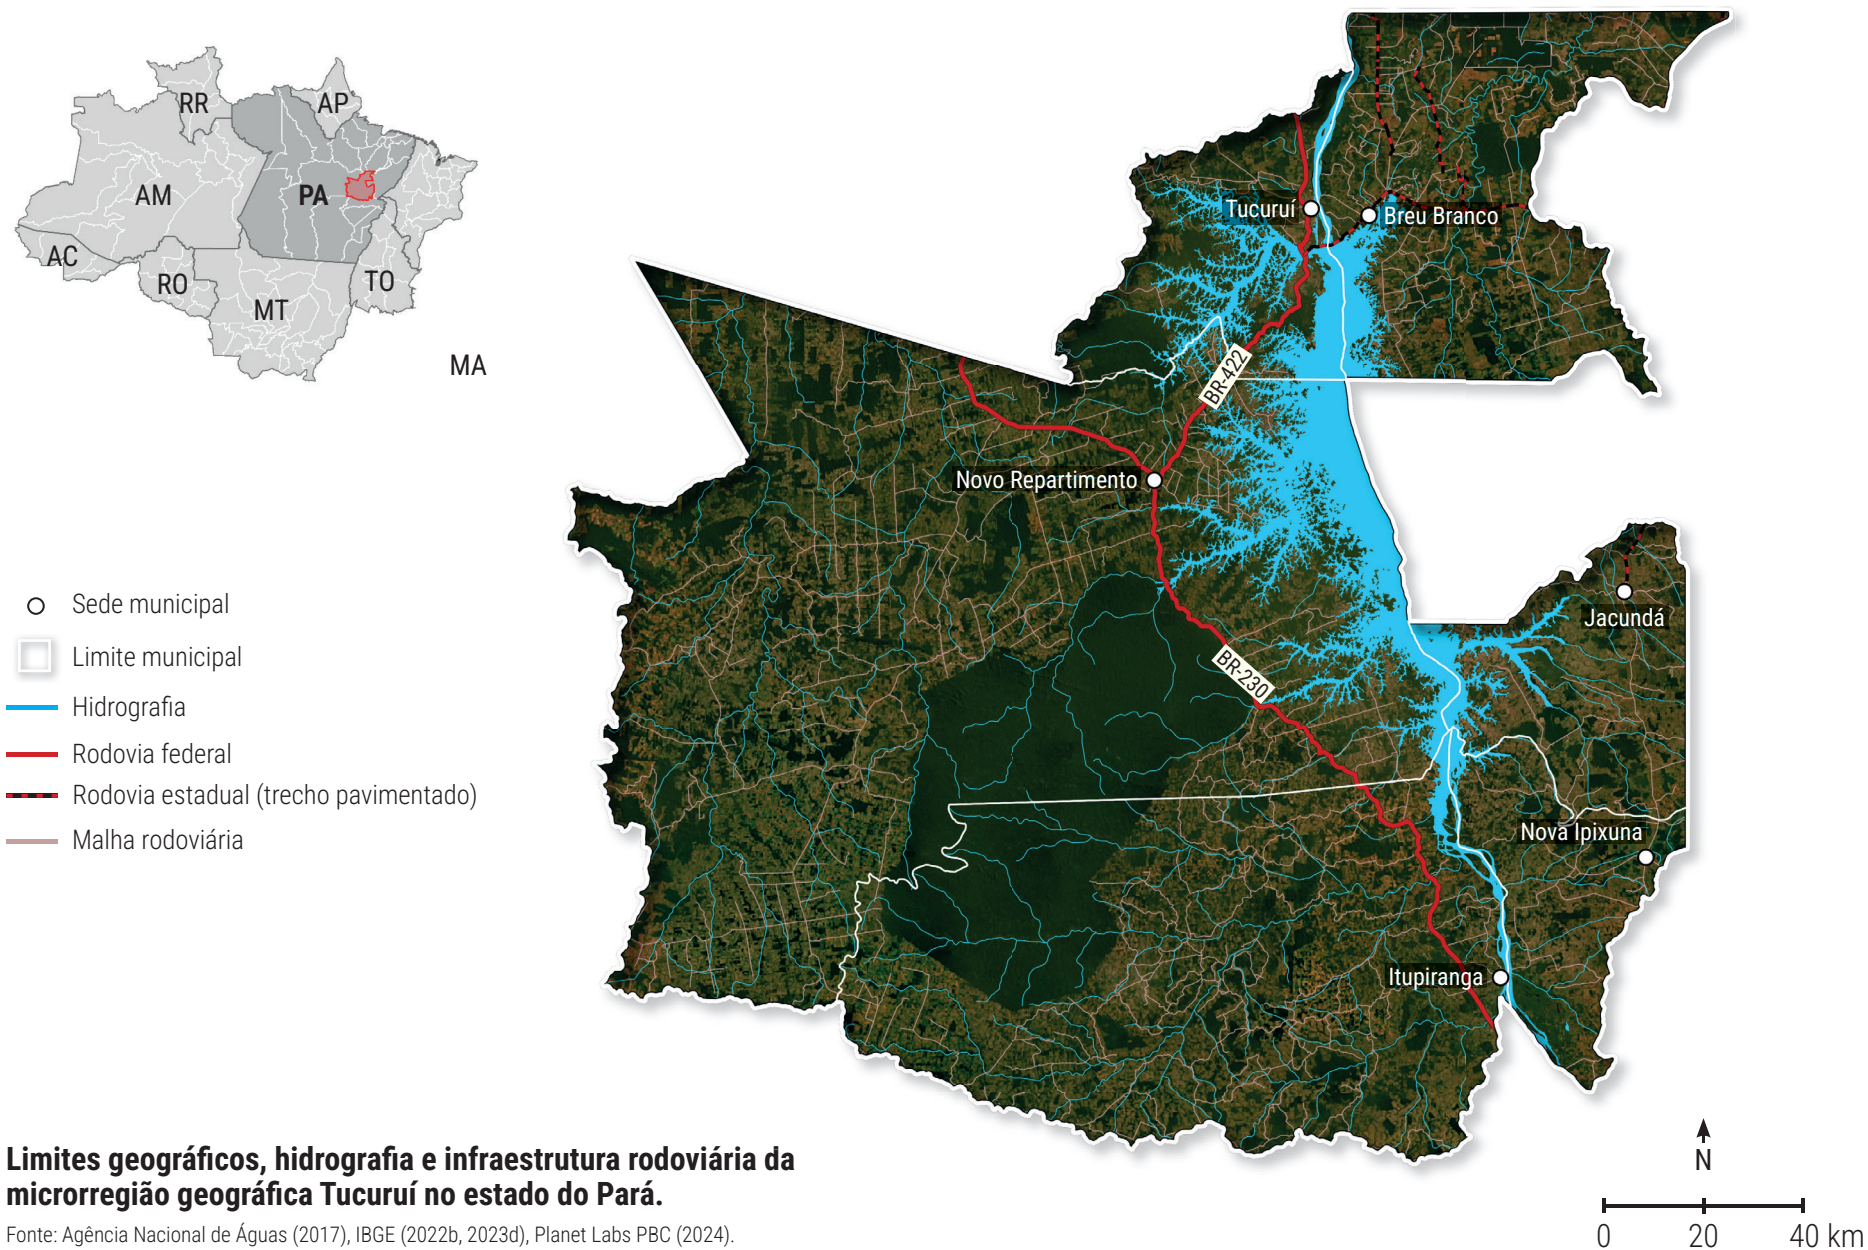 RR
AP
AM
PA
AC
RO
MT
TO
MA
Tucuruí
Breu Branco
BR-422
Novo Repartimento
Jacundá
BR-230
Nova Ipixuna
Itupiranga
Sede municipal
Limite municipal
Hidrografia
Rodovia federal
Rodovia estadual (trecho pavimentado)
Malha rodoviária
Limites geográficos, hidrografia e infraestrutura rodoviária da
microrregião geográfica Tucuruí no estado do Pará.
Fonte: Agência Nacional de Águas (2017), IBGE (2022b, 2023d), Planet Labs PBC (2024).
N
0 20 40 km